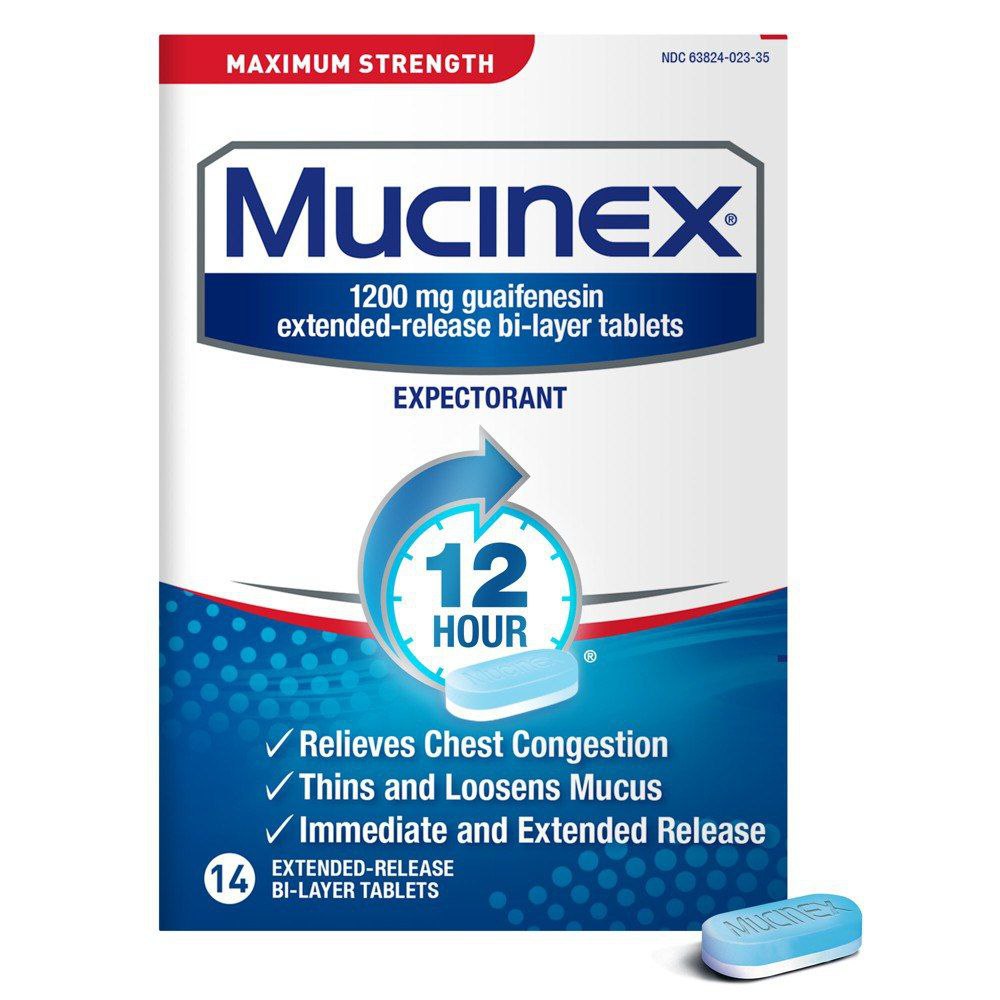 MAXIMUM STRENGTH
NDC 63824-023-35
Mucinex®
1200 mg guaifenesin
extended-release bi-layer tablets
EXPECTORANT
12
HOUR
Mucinex
®
✓ Relieves Chest Congestion
✓ Thins and Loosens Mucus
✓ Immediate and Extended Release
14
EXTENDED-RELEASE
BI-LAYER TABLETS
Mucinex